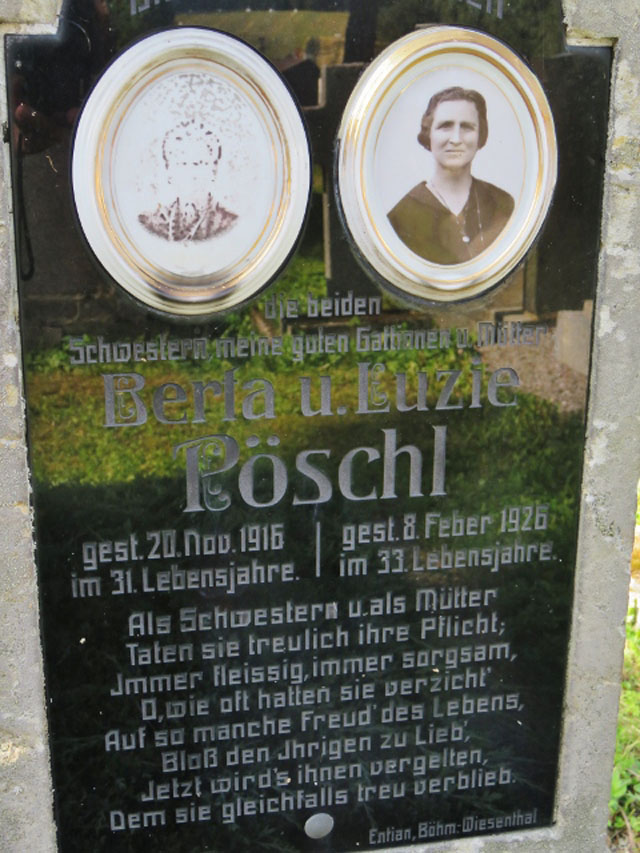 die beiden
Schwestern, meine guten Gattinen u. Mütter
Berta u. Luzie
Pöschl
gest. 20. Nov. 1916
im 31. Lebensjahre.
gest. 8. Feber 1926
im 33. Lebensjahre.
Als Schwestern u. als Mütter
Taten sie treulich ihre Pflicht;
Jmmer fleissig, immer sorgsam,
O, wie oft hatten sie verzicht'
Auf so manche Freud' des Lebens,
Bloß den Jhrigen zu Lieb',
Jetzt wird's ihnen vergelten,
Dem sie gleichfalls treu verblieb.
Entian, Böhm.-Wiesenthal